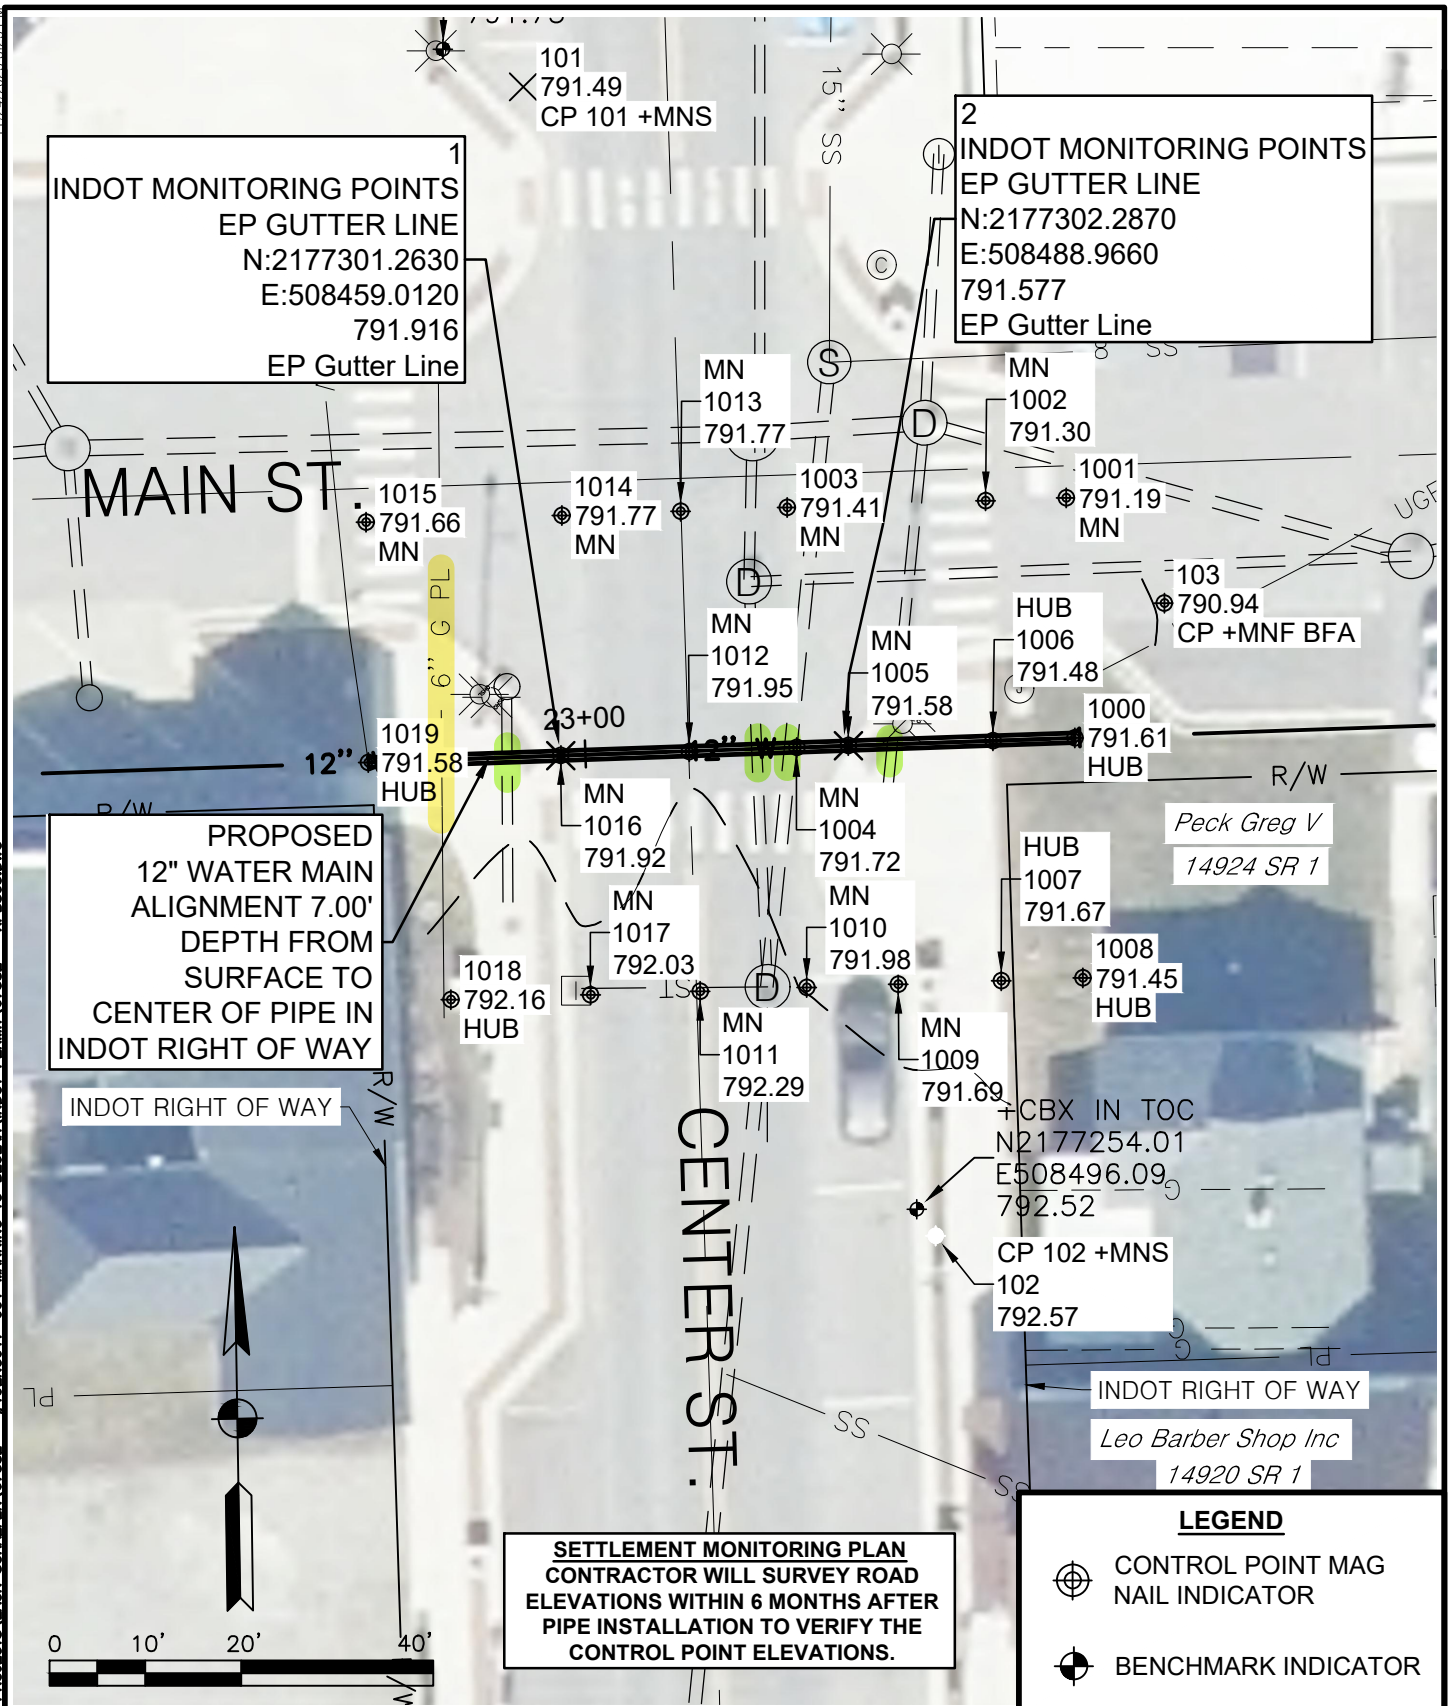 101
791.49
CP 101 +MNS
15" SS
1
INDOT MONITORING POINTS
EP GUTTER LINE
N:2177301.2630
E:508459.0120
791.916
EP Gutter Line
2
INDOT MONITORING POINTS
EP GUTTER LINE
N:2177302.2870
E:508488.9660
791.577
EP Gutter Line
C
S
8 SS
D
MN
1013
791.77
MN
1002
791.30
MAIN ST.
1015
791.66
MN
1014
791.77
MN
1003
791.41
MN
1001
791.19
MN
D
103
790.94
CP +MNF BFA
6" G PL
MN
1012
791.95
MN
1005
791.58
HUB
1006
791.48
23+00
12"
1019
791.58
HUB
12" W
1000
791.61
HUB
R/W
R/W
PROPOSED
12" WATER MAIN
ALIGNMENT 7.00'
DEPTH FROM
SURFACE TO
CENTER OF PIPE IN
INDOT RIGHT OF WAY
MN
1016
791.92
MN
1004
791.72
Peck Greg V
14924 SR 1
HUB
1007
791.67
MN
1017
792.03
MN
1010
791.98
1018
792.16
HUB
1008
791.45
HUB
ST
D
MN
1011
792.29
MN
1009
791.69
INDOT RIGHT OF WAY
R/W
+CBX IN TOC
N2177254.01
E508496.09
792.52
G
CP 102 +MNS
102
792.57
CENTER ST.
G
G
PL
PL
INDOT RIGHT OF WAY
Leo Barber Shop Inc
14920 SR 1
SS
SS
0 10' 20' 40'
SETTLEMENT MONITORING PLAN
CONTRACTOR WILL SURVEY ROAD
ELEVATIONS WITHIN 6 MONTHS AFTER
PIPE INSTALLATION TO VERIFY THE
CONTROL POINT ELEVATIONS.
LEGEND
CONTROL POINT MAG
NAIL INDICATOR
BENCHMARK INDICATOR